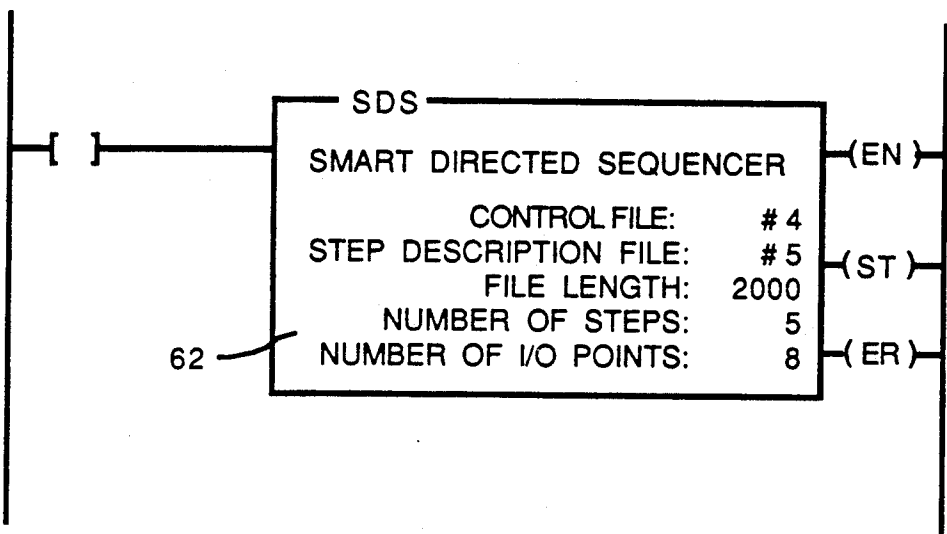 SDS
SMART DIRECTED SEQUENCER
(EN)
CONTROL FILE: #4
STEP DESCRIPTION FILE: #5
(ST)
FILE LENGTH: 2000
NUMBER OF STEPS: 5
62
NUMBER OF I/O POINTS: 8
(ER)